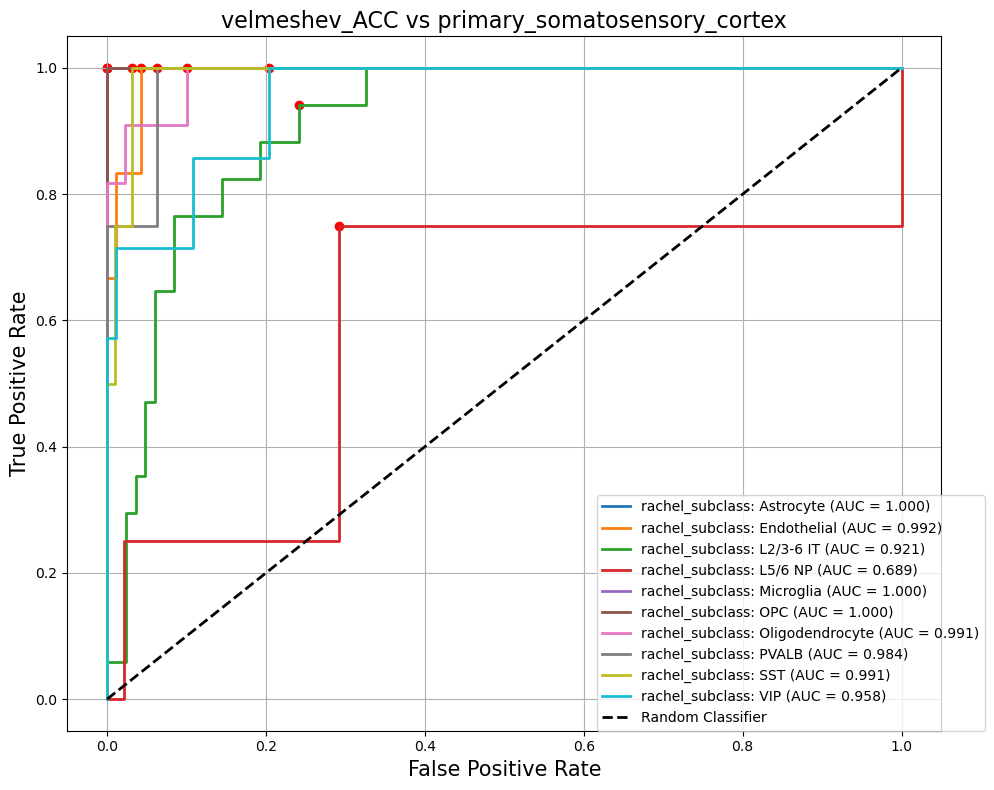 velmeshev_ACC vs primary_somatosensory_cortex
True Positive Rate
1.0
0.8
0.6
0.4
0.2
0.0
rachel_subclass: Astrocyte (AUC = 1.000)
rachel_subclass: Endothelial (AUC = 0.992)
rachel_subclass: L2/3-6 IT (AUC = 0.921)
rachel_subclass: L5/6 NP (AUC = 0.689)
rachel_subclass: Microglia (AUC = 1.000)
rachel_subclass: OPC (AUC = 1.000)
rachel_subclass: Oligodendrocyte (AUC = 0.991)
rachel_subclass: PVALB (AUC = 0.984)
rachel_subclass: SST (AUC = 0.991)
rachel_subclass: VIP (AUC = 0.958)
Random Classifier
0.0 0.2 0.4 0.6 0.8 1.0
False Positive Rate